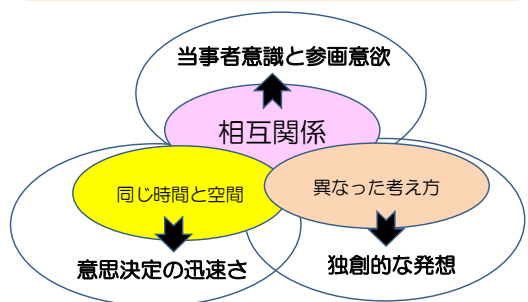 当事者意識と参画意欲
相互関係
同じ時間と空間
異なった考え方
意思決定の迅速さ
独創的な発想